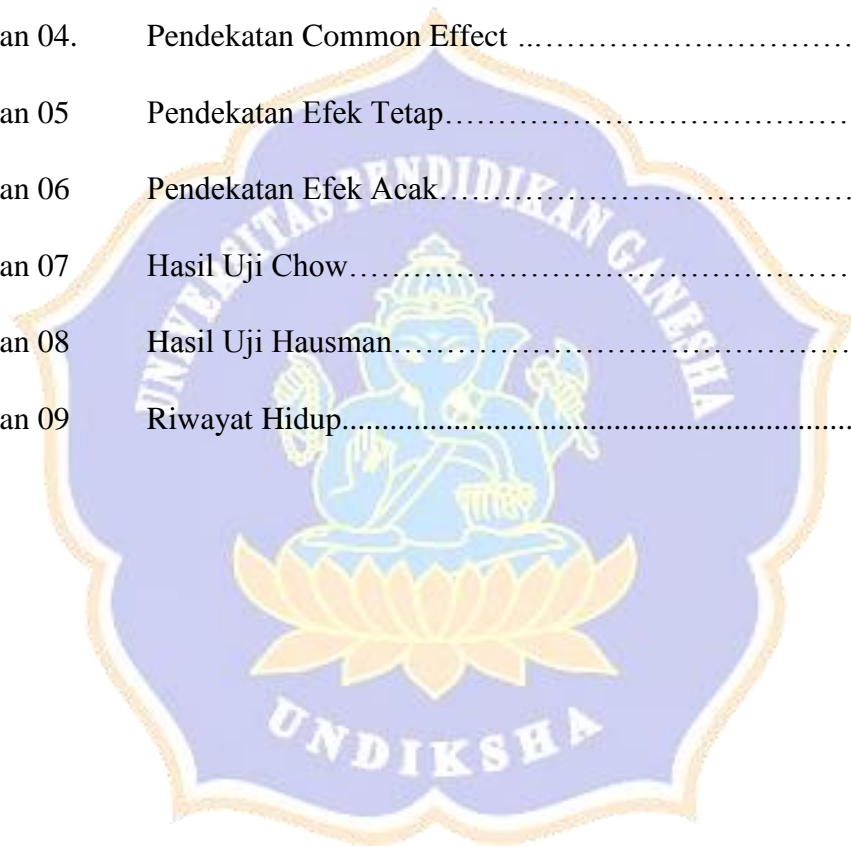 an 04. Pendekatan Common Effect ...………………………
an 05 Pendekatan Efek Tetap………………………………
an 06 Pendekatan Efek Acak………………………………
an 07 Hasil Uji Chow………………………………………
an 08 Hasil Uji Hausman…………………………………
an 09 Riwayat Hidup....................................................................
UNIVERSITAS PENDIDIKAN GANESHA
UNDIKSHA